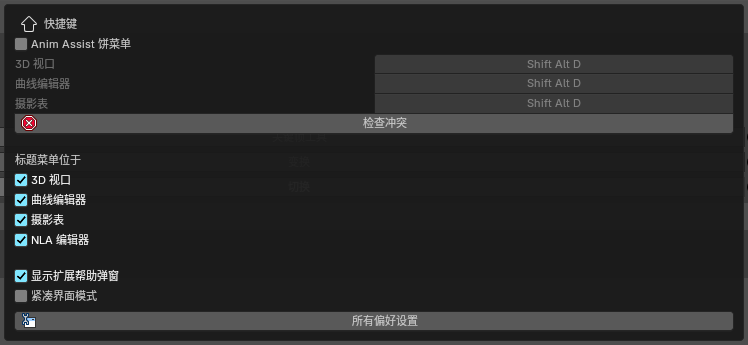 快捷键
Anim Assist 饼菜单
3D 视口 Shift Alt D
曲线编辑器 Shift Alt D
摄影表 Shift Alt D
检查冲突
标题菜单位于
3D 视口
曲线编辑器
摄影表
NLA 编辑器
显示扩展帮助弹窗
紧凑界面模式
所有偏好设置